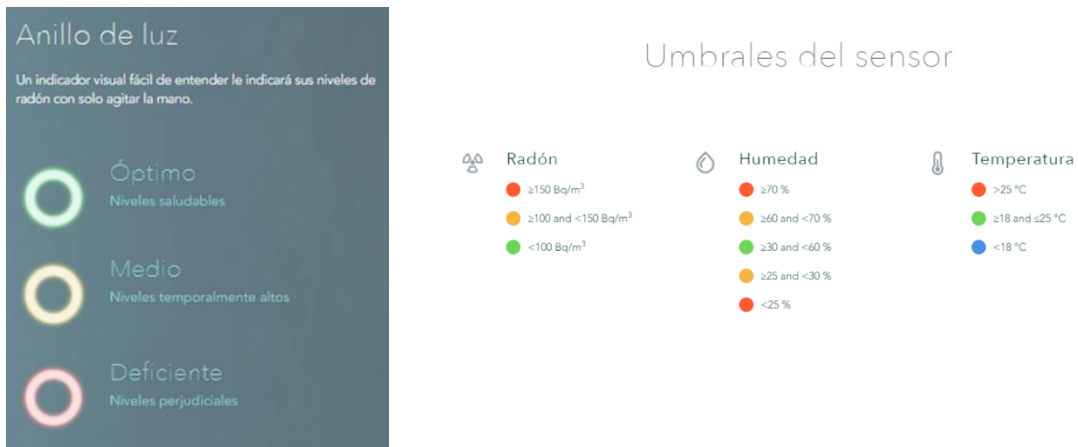 Anillo de luz
Un indicador visual fácil de entender le indicará sus niveles de
radón con solo agitar la mano.
Óptimo
Niveles saludables
Medio
Niveles temporalmente altos
Deficiente
Niveles perjudiciales
Umbrales del sensor
Radón
≥150 Bq/m³
≥100 and <150 Bq/m³
<100 Bq/m³
Humedad
≥70 %
≥60 and <70 %
≥30 and <60 %
≥25 and <30 %
<25 %
Temperatura
>25 °C
≥18 and ≤25 °C
<18 °C